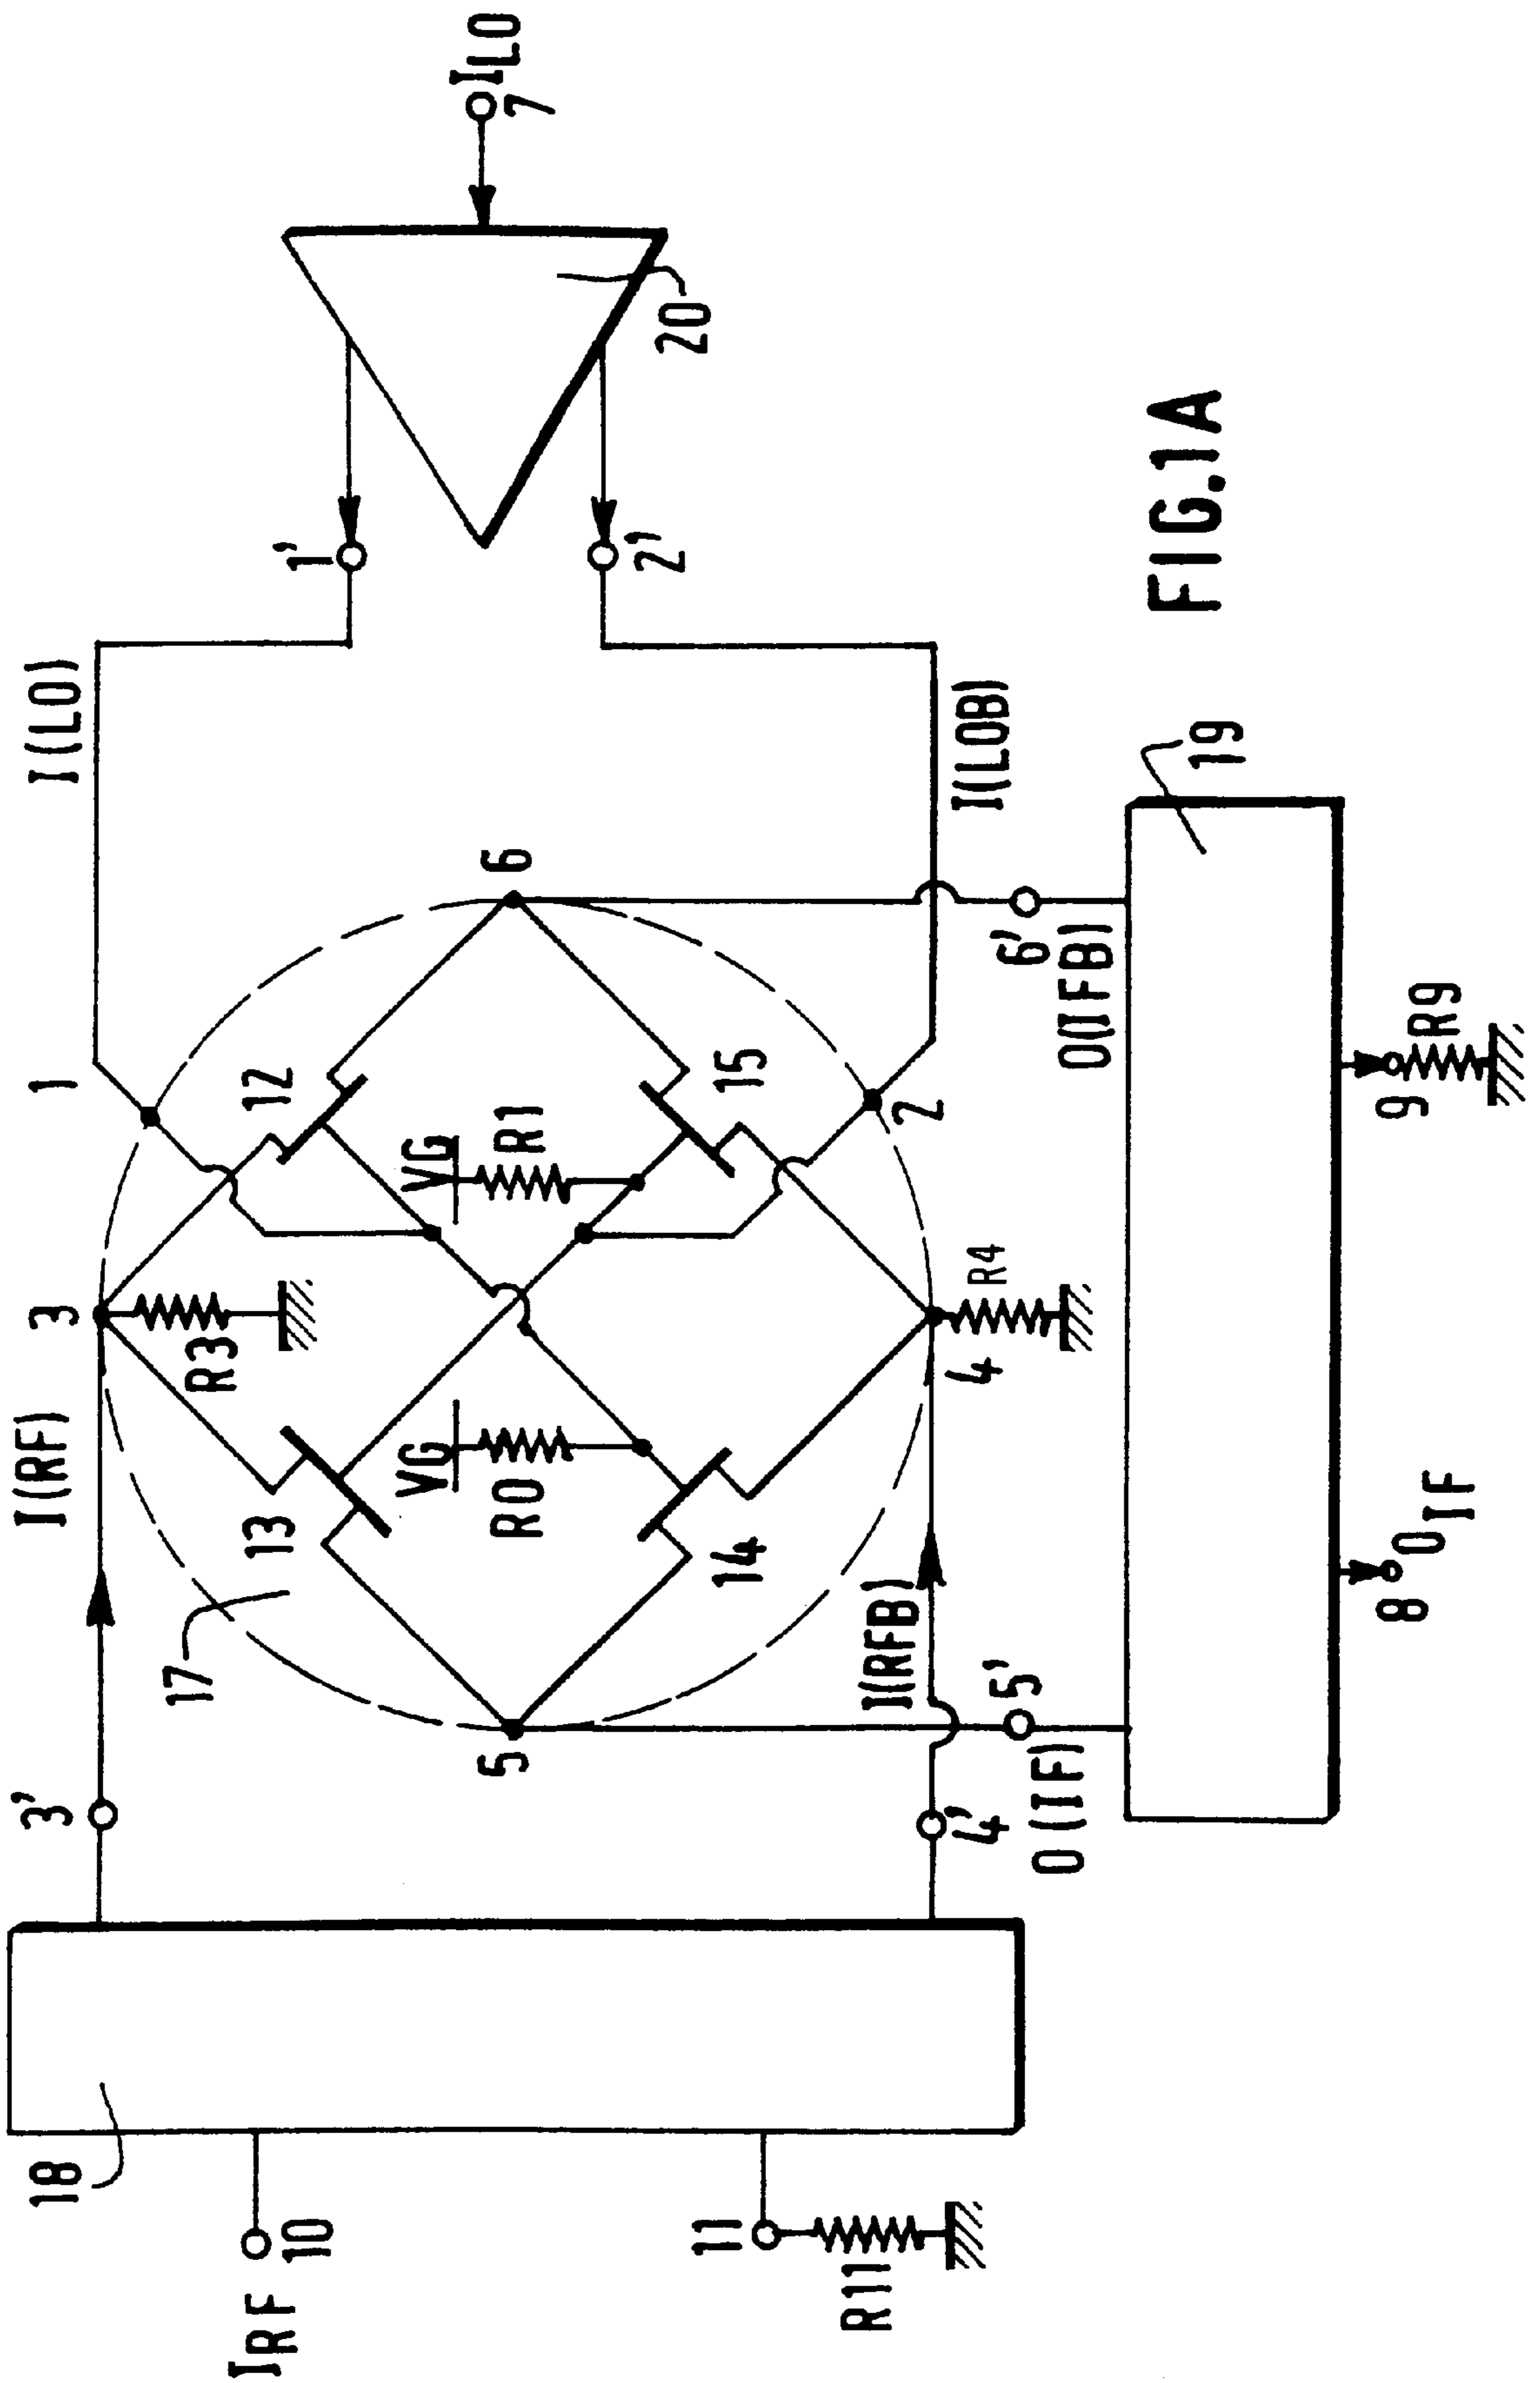 I(LO)
I(RF)
1
3
3'
18
1'
12
R3
13
17
IRF
10
ILO
7
6
VG
R1
VG
R0
5
20
2'
15
14
11
I(LOB)
2
R4
4
I(RFB)
4'
R11
6'
O(IFB)
5'
O(IF)
19
9
R9
8
OIF
FIG.1A